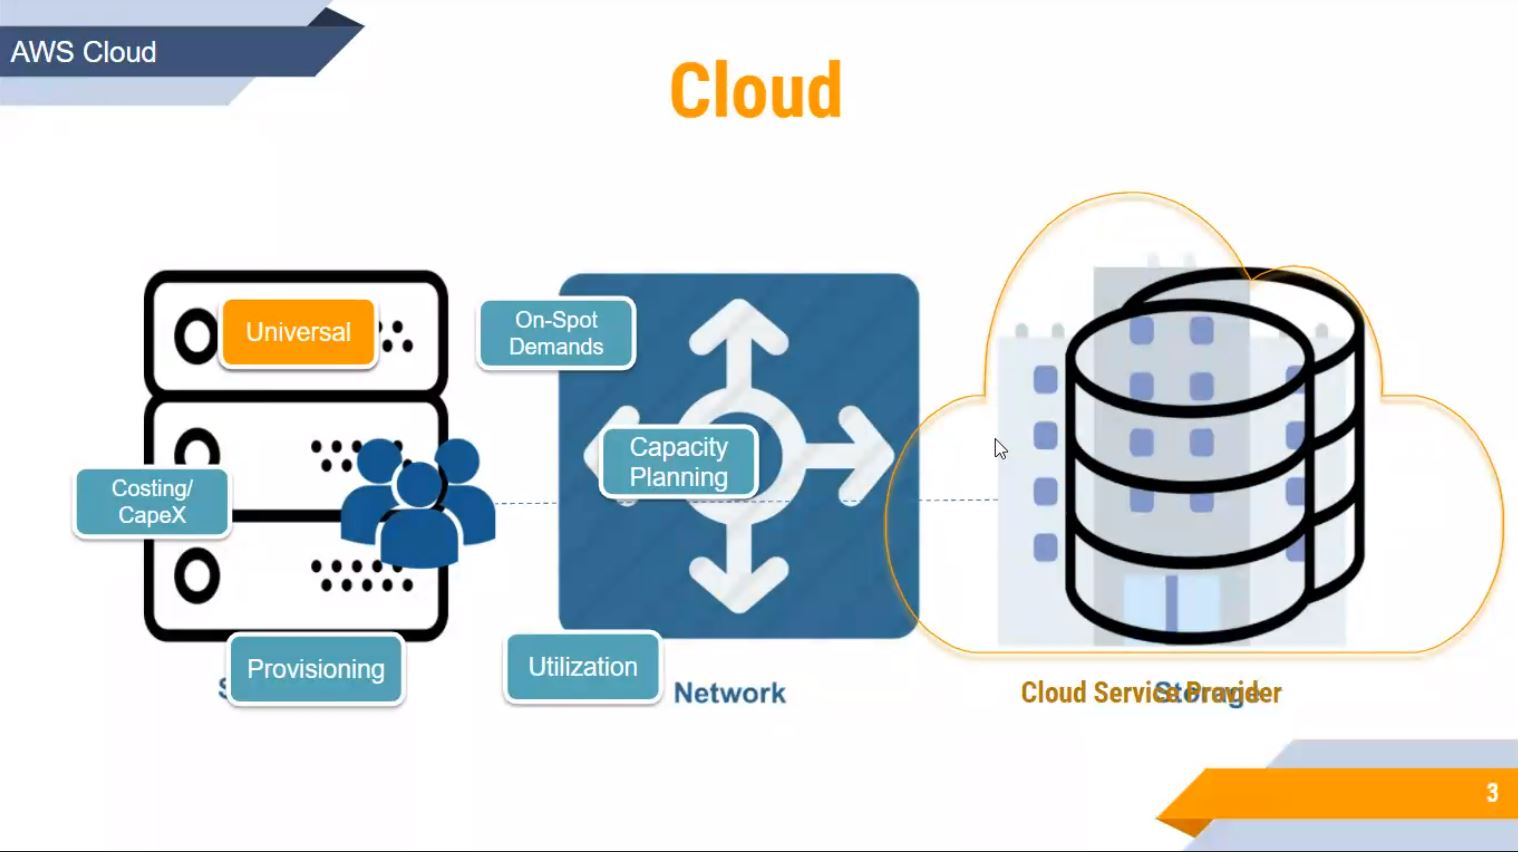 AWS Cloud
Cloud
Universal
On-Spot
Demands
Capacity
Planning
Costing/
CapeX
Provisioning
Utilization
Network
Cloud Service Provider
Storage
3